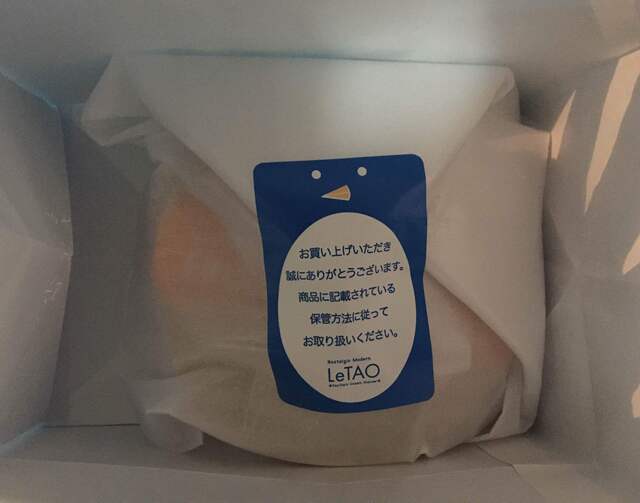 お買い上げいただき
誠にありがとうございます。
商品に記載されている
保管方法に従って
お取り扱いください。
Nostalgic Modern
LeTAO